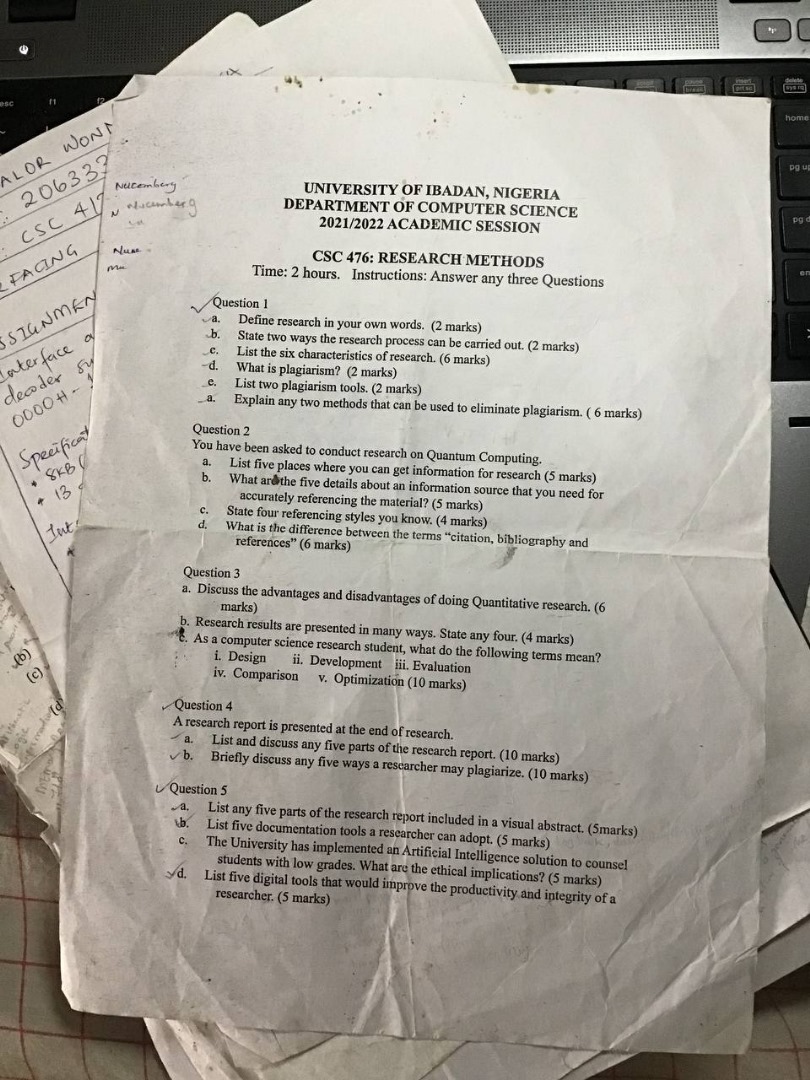 UNIVERSITY OF IBADAN, NIGERIA
DEPARTMENT OF COMPUTER SCIENCE
2021/2022 ACADEMIC SESSION
CSC 476: RESEARCH METHODS
Time: 2 hours. Instructions: Answer any three Questions
Question 1
a. Define research in your own words. (2 marks)
b. State two ways the research process can be carried out. (2 marks)
c. List the six characteristics of research. (6 marks)
d. What is plagiarism? (2 marks)
e. List two plagiarism tools. (2 marks)
a. Explain any two methods that can be used to eliminate plagiarism. ( 6 marks)
Question 2
You have been asked to conduct research on Quantum Computing.
a. List five places where you can get information for research (5 marks)
b. What are the five details about an information source that you need for
accurately referencing the material? (5 marks)
c. State four referencing styles you know. (4 marks)
d. What is the difference between the terms “citation, bibliography and
references” (6 marks)
Question 3
a. Discuss the advantages and disadvantages of doing Quantitative research. (6
marks)
b. Research results are presented in many ways. State any four. (4 marks)
c. As a computer science research student, what do the following terms mean?
i. Design ii. Development iii. Evaluation
iv. Comparison v. Optimization (10 marks)
Question 4
A research report is presented at the end of research.
a. List and discuss any five parts of the research report. (10 marks)
b. Briefly discuss any five ways a researcher may plagiarize. (10 marks)
Question 5
a. List any five parts of the research report included in a visual abstract. (5marks)
b. List five documentation tools a researcher can adopt. (5 marks)
c. The University has implemented an Artificial Intelligence solution to counsel
students with low grades. What are the ethical implications? (5 marks)
d. List five digital tools that would improve the productivity and integrity of a
researcher. (5 marks)
ALOR WON
206333
CSC 41
RFACING
SSIGNMEN
Interface
decoder
0000H -
8KB
13
(b)
(c)
(d)
esc
f1
f2
insert
prt sc
delete
sys rq
home
pg up
pg d
en